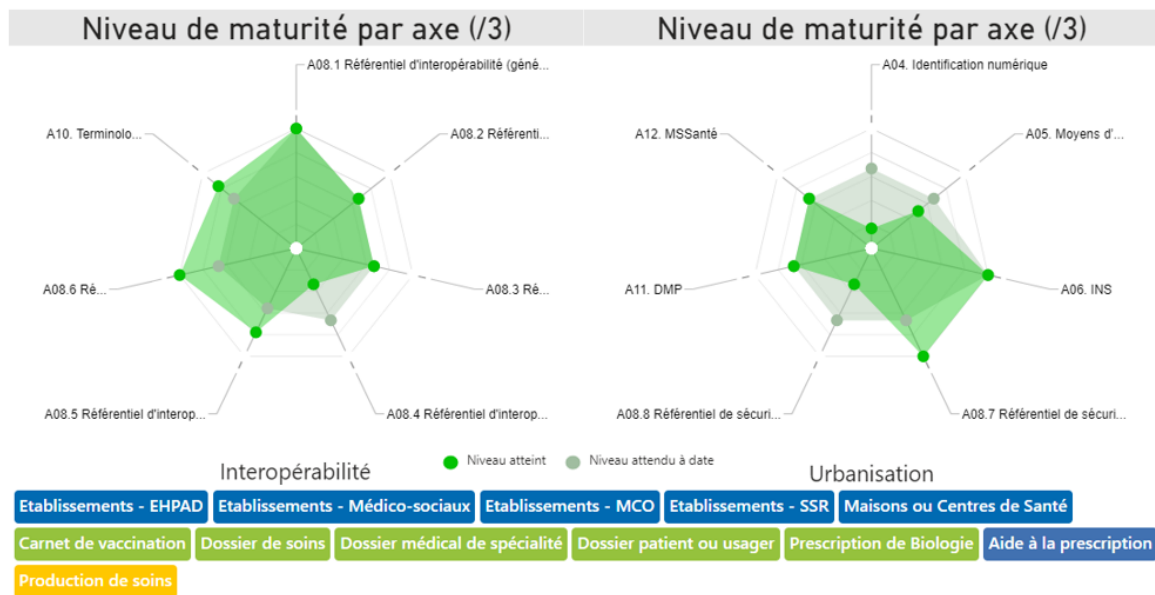 Niveau de maturité par axe (/3)
Niveau de maturité par axe (/3)
A08.1 Référentiel d'interopérabilité (géné...
A10. Terminolo...
A08.2 Référenti...
A08.6 Ré...
A08.3 Ré...
A08.5 Référentiel d'interop...
A08.4 Référentiel d'interop...
A04. Identification numérique
A12. MSSanté
A05. Moyens d'...
A11. DMP
A06. INS
A08.8 Référentiel de sécuri...
A08.7 Référentiel de sécuri...
Interopérabilité
Niveau atteint
Niveau attendu à date
Urbanisation
Etablissements - EHPAD
Etablissements - Médico-sociaux
Etablissements - MCO
Etablissements - SSR
Maisons ou Centres de Santé
Carnet de vaccination
Dossier de soins
Dossier médical de spécialité
Dossier patient ou usager
Prescription de Biologie
Aide à la prescription
Production de soins